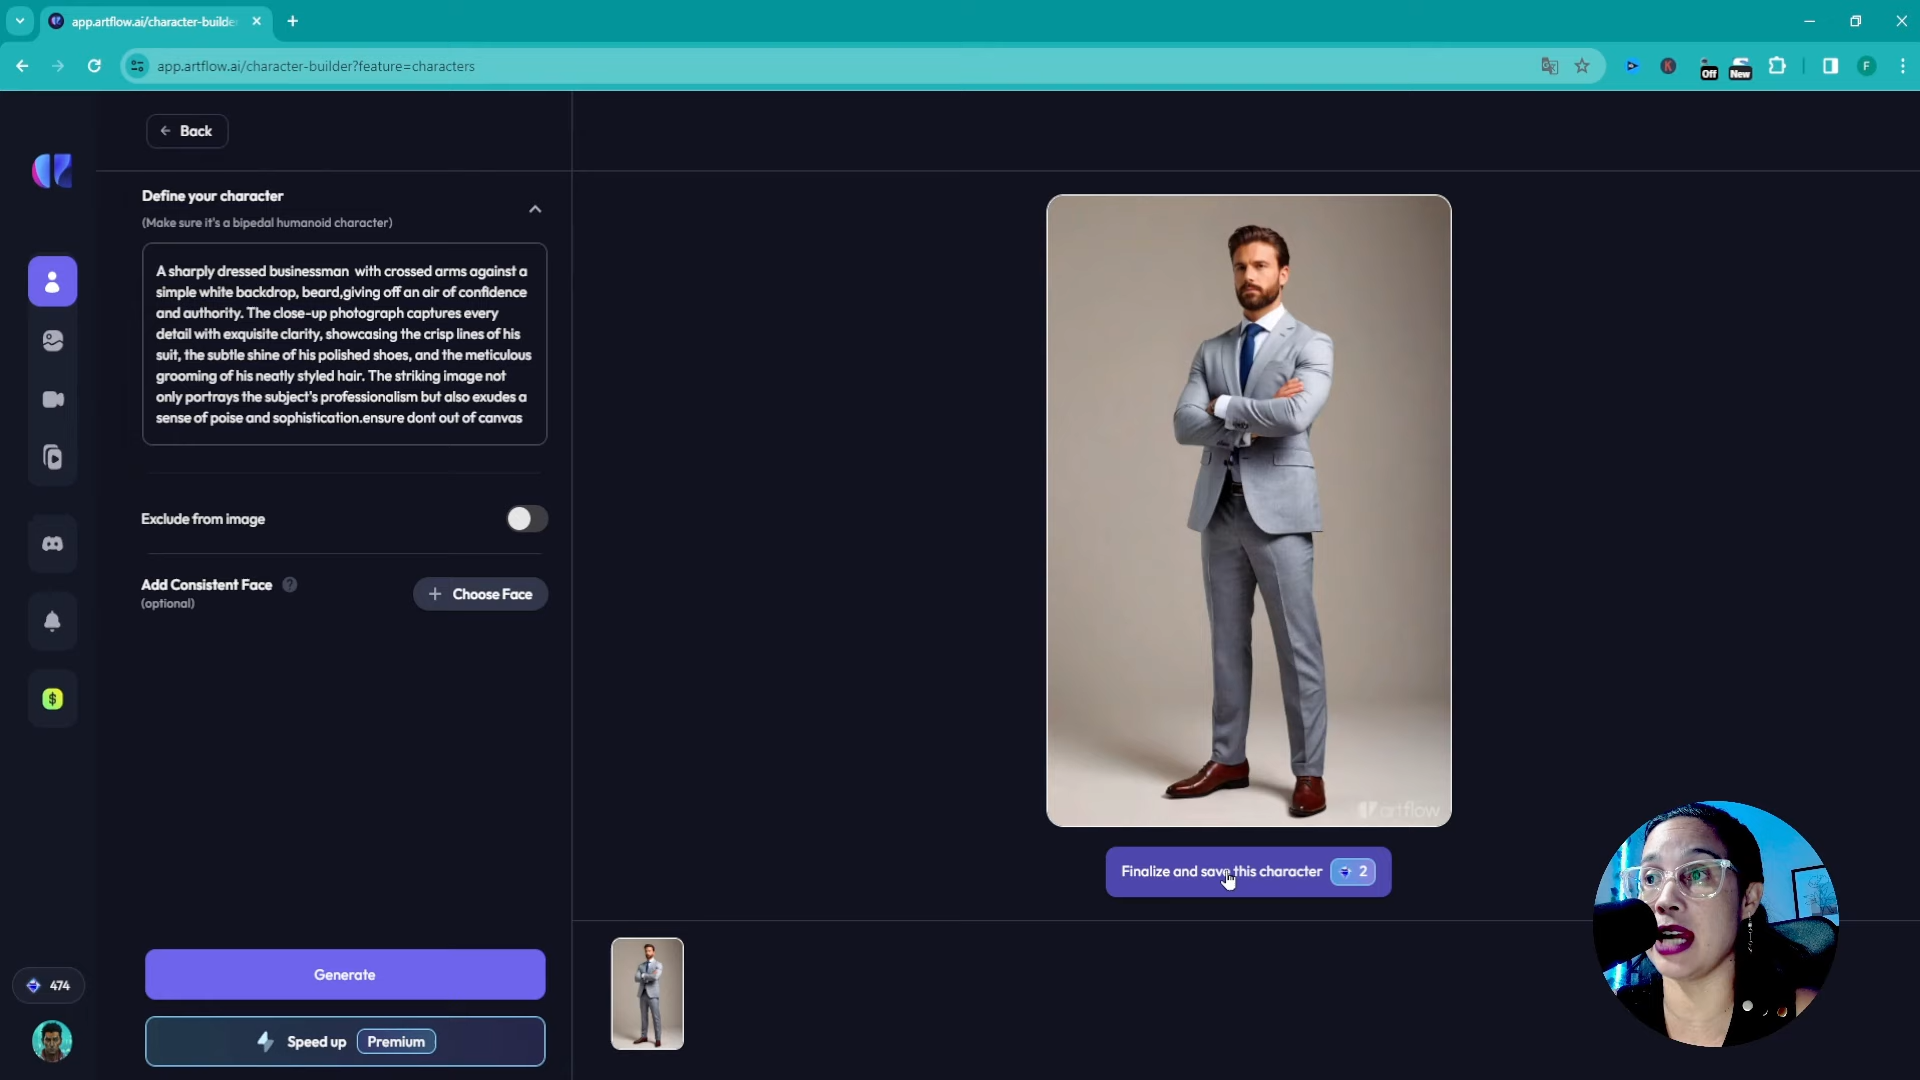 app.artflow.ai/character-builde
app.artflow.ai/character-builder?feature=characters
Off
New
K
F
Back
Define your character
(Make sure it's a bipedal humanoid character)
A sharply dressed businessman with crossed arms against a
simple white backdrop, beard,giving off an air of confidence
and authority. The close-up photograph captures every
detail with exquisite clarity, showcasing the crisp lines of his
suit, the subtle shine of his polished shoes, and the meticulous
grooming of his neatly styled hair. The striking image not
only portrays the subject's professionalism but also exudes a
sense of poise and sophistication.ensure dont out of canvas
Exclude from image
Add Consistent Face ?
(optional)
+ Choose Face
$
artflow
Finalize and save this character 2
Generate
474
Speed up Premium